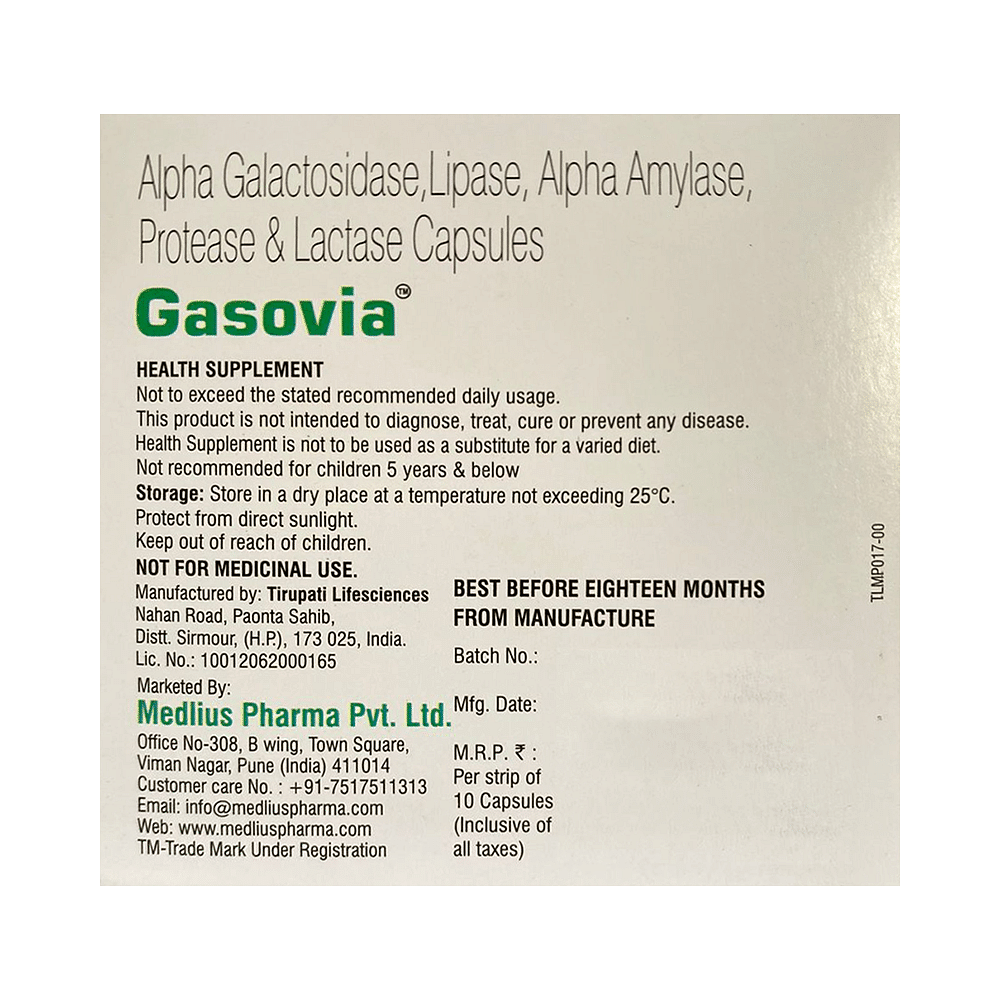 Alpha Galactosidase,Lipase, Alpha Amylase,
Protease & Lactase Capsules
Gasovia™
HEALTH SUPPLEMENT
Not to exceed the stated recommended daily usage.
This product is not intended to diagnose, treat, cure or prevent any disease.
Health Supplement is not to be used as a substitute for a varied diet.
Not recommended for children 5 years & below
Storage: Store in a dry place at a temperature not exceeding 25°C.
Protect from direct sunlight.
Keep out of reach of children.
NOT FOR MEDICINAL USE.
Manufactured by: Tirupati Lifesciences
Nahan Road, Paonta Sahib,
Distt. Sirmour, (H.P.), 173 025, India.
Lic. No.: 10012062000165
Marketed By:
Medlius Pharma Pvt. Ltd.
Office No-308, B wing, Town Square,
Viman Nagar, Pune (India) 411014
Customer care No. : +91-7517511313
Email: info@medliuspharma.com
Web: www.medliuspharma.com
TM-Trade Mark Under Registration
BEST BEFORE EIGHTEEN MONTHS
FROM MANUFACTURE
Batch No.:
Mfg. Date:
M.R.P. ₹ :
Per strip of
10 Capsules
(Inclusive of
all taxes)
TLMP017-00